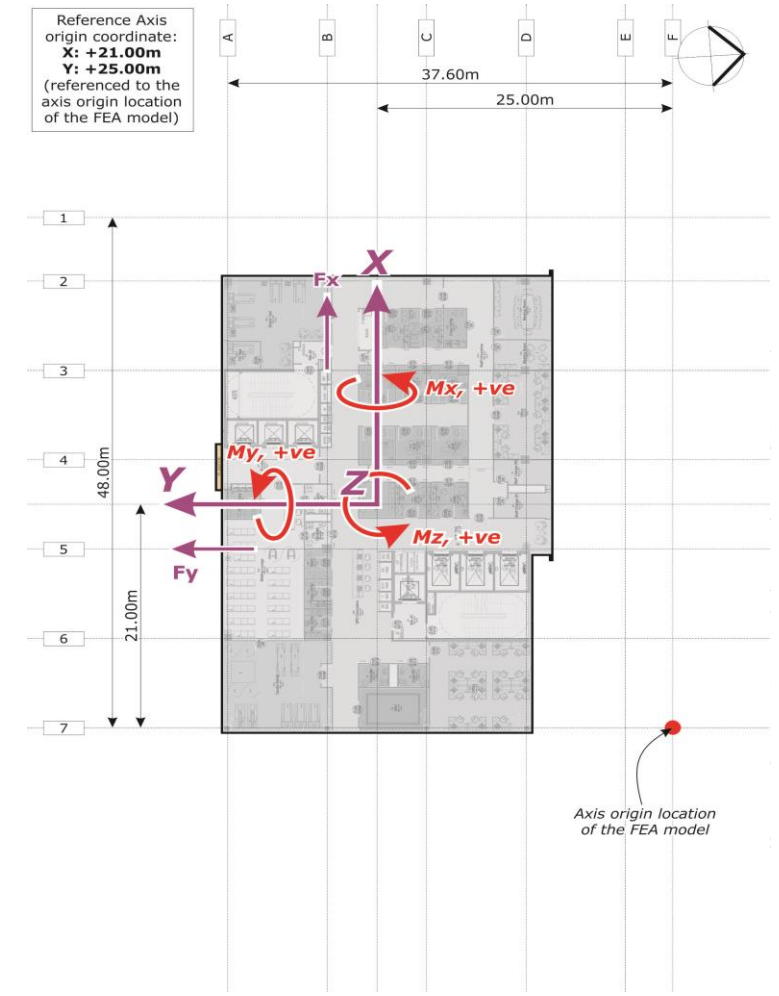 Reference Axis
origin coordinate:
X: +21.00m
Y: +25.00m
(referenced to the
axis origin location
of the FEA model)
A
B
C
D
E
F
37.60m
25.00m
1
2
3
4
5
6
7
48.00m
21.00m
X
Fx
Mx, +ve
My, +ve
Y
Z
Mz, +ve
Fy
Axis origin location
of the FEA model